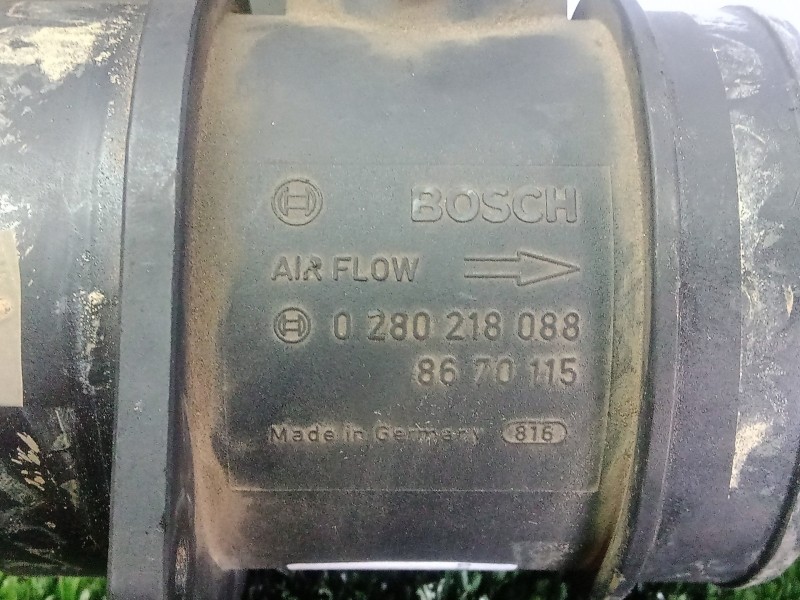 BOSCH
AIR FLOW
0 280 218 088
86 70 115
Made in Germany 816